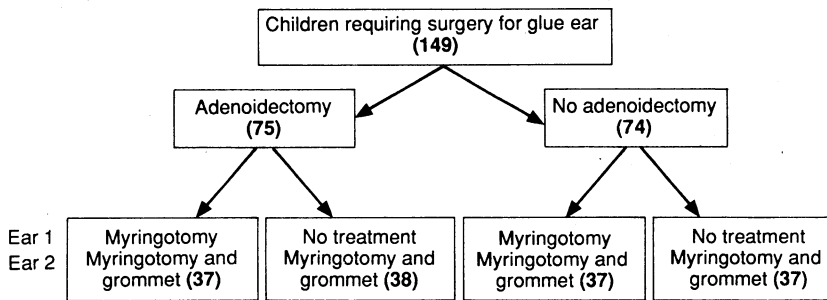 Children requiring surgery for glue ear
(149)
Adenoidectomy
(75)
No adenoidectomy
(74)
Ear 1
Ear 2
Myringotomy
Myringotomy and
grommet (37)
No treatment
Myringotomy and
grommet (38)
Myringotomy
Myringotomy and
grommet (37)
No treatment
Myringotomy and
grommet (37)